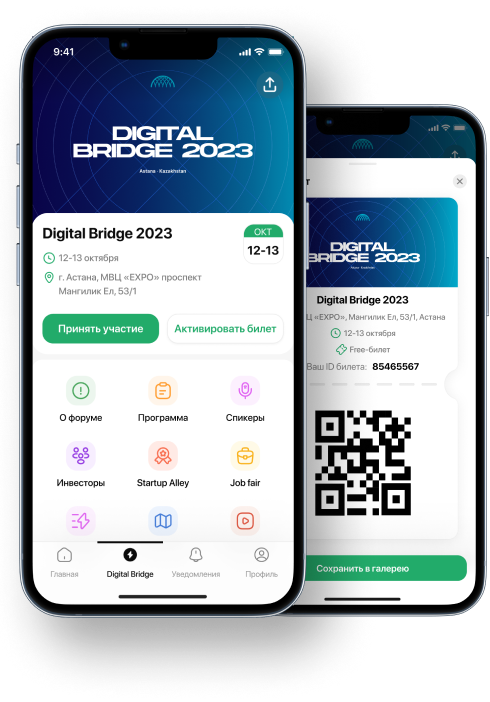 9:41
DIGITAL
BRIDGE 2023
Astana · Kazakhstan
Digital Bridge 2023
12-13 октября
г. Астана, МВЦ «EXPO» проспект
Мангилик Ел, 53/1
ОКТ
12-13
Принять участие
Активировать билет
О форуме
Программа
Спикеры
Инвесторы
Startup Alley
Job fair
Главная
Digital Bridge
Уведомления
Профиль
т
DIGITAL
BRIDGE 2023
Astana · Kazakhstan
Digital Bridge 2023
Ц «EXPO», Мангилик Ел, 53/1, Астана
12-13 октября
Free-билет
Ваш ID билета: 85465567
Сохранить в галерею